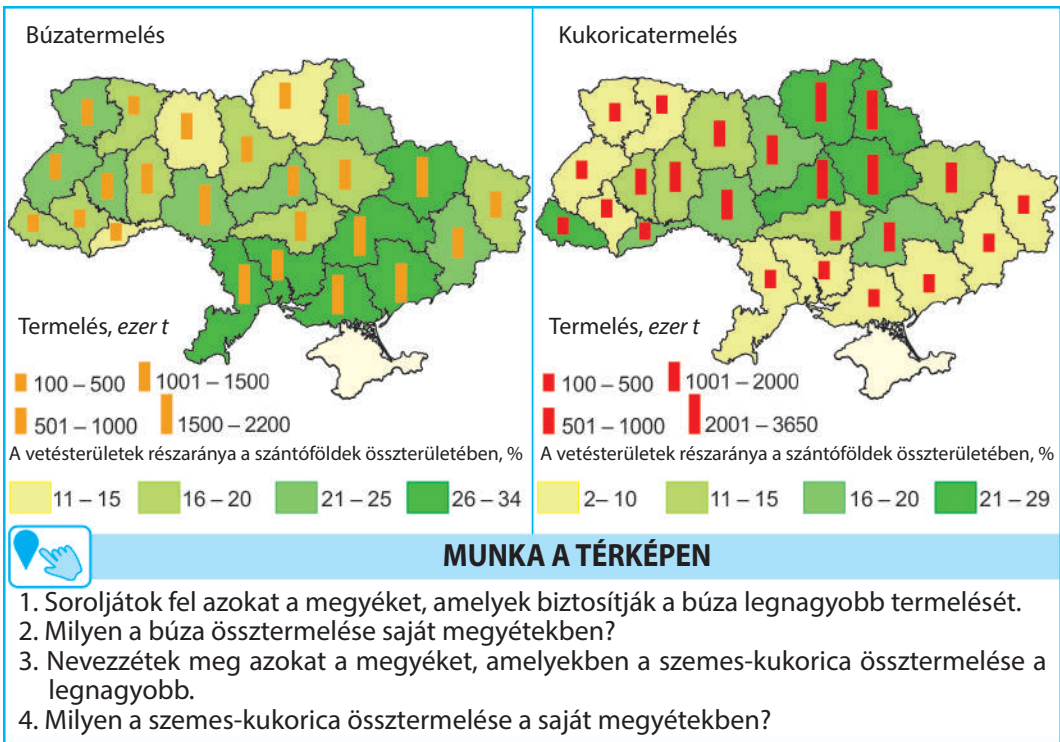 Búzatermelés
Termelés, ezer t
100 – 500
1001 – 1500
501 – 1000
1500 – 2200
A vetésterületek részaránya a szántóföldek összterületében, %
11 – 15
16 – 20
21 – 25
26 – 34
Kukoricatermelés
Termelés, ezer t
100 – 500
1001 – 2000
501 – 1000
2001 – 3650
A vetésterületek részaránya a szántóföldek összterületében, %
2– 10
11 – 15
16 – 20
21 – 29
MUNKA A TÉRKÉPEN
1. Soroljátok fel azokat a megyéket, amelyek biztosítják a búza legnagyobb termelését.
2. Milyen a búza össztermelése saját megyétekben?
3. Nevezzétek meg azokat a megyéket, amelyekben a szemes-kukorica össztermelése a
legnagyobb.
4. Milyen a szemes-kukorica össztermelése a saját megyétekben?